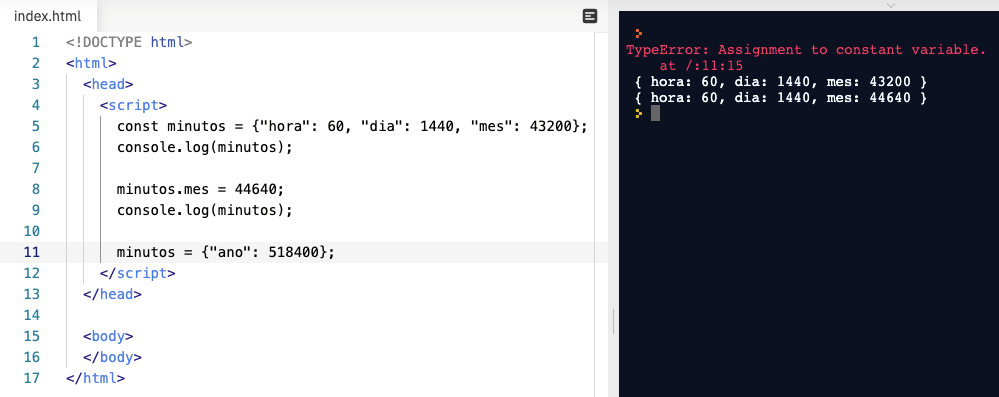 index.html
1 <!DOCTYPE html>
2 <html>
3 <head>
4 <script>
5 const minutos = {"hora": 60, "dia": 1440, "mes": 43200};
6 console.log(minutos);
7
8 minutos.mes = 44640;
9 console.log(minutos);
10
11 minutos = {"ano": 518400};
12 </script>
13 </head>
14
15 <body>
16 </body>
17 </html>
TypeError: Assignment to constant variable.
at /:11:15
{ hora: 60, dia: 1440, mes: 43200 }
{ hora: 60, dia: 1440, mes: 44640 }